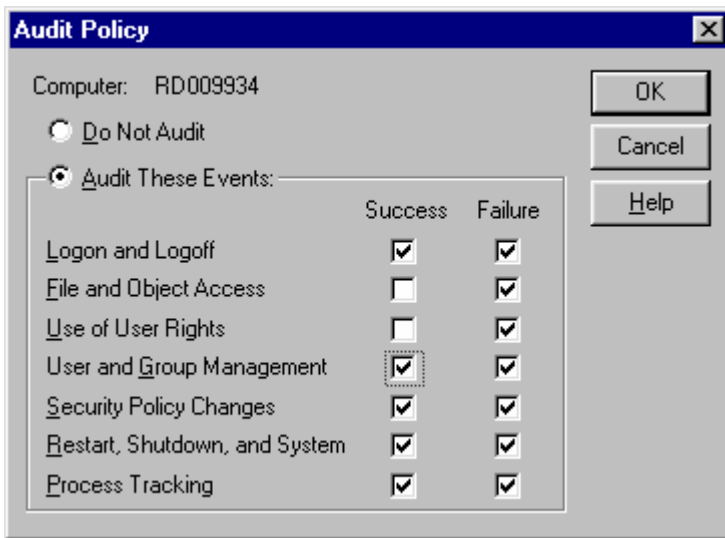 Audit Policy
Computer: RD009934
OK
Do Not Audit
Cancel
Audit These Events:
Help
Success Failure
Logon and Logoff
File and Object Access
Use of User Rights
User and Group Management
Security Policy Changes
Restart, Shutdown, and System
Process Tracking